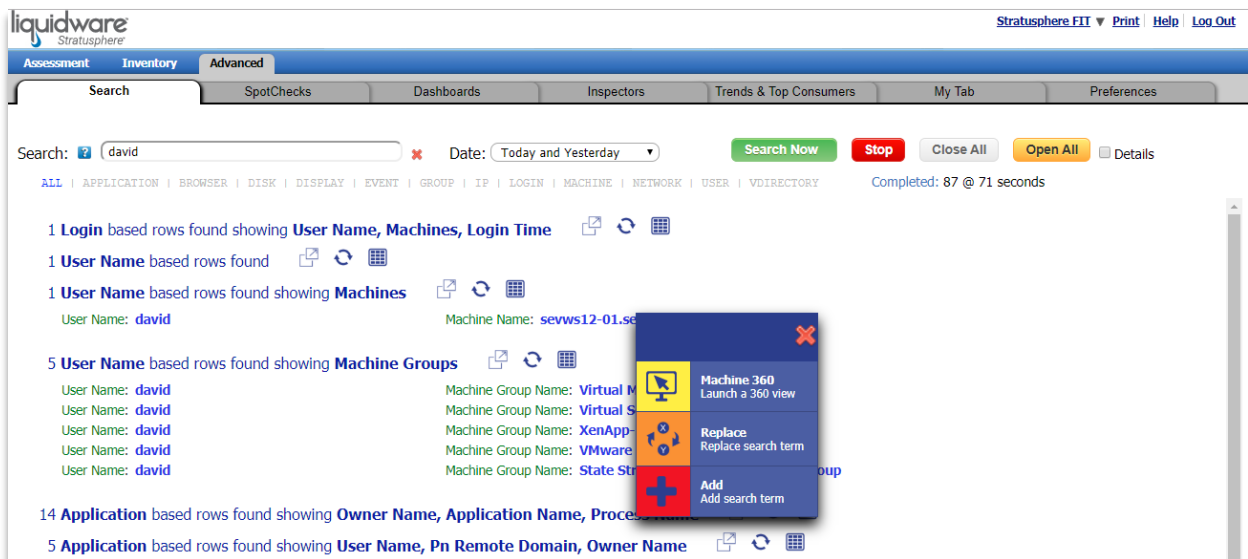 liquidware
Stratusphere
Stratusphere FIT ▼ Print Help Log Out
Assessment Inventory Advanced
Search SpotChecks Dashboards Inspectors Trends & Top Consumers My Tab Preferences
Search: ? david Date: Today and Yesterday Search Now Stop Close All Open All Details
ALL | APPLICATION | BROWSER | DISK | DISPLAY | EVENT | GROUP | IP | LOGIN | MACHINE | NETWORK | USER | VDIRECTORY Completed: 87 @ 71 seconds
1 Login based rows found showing User Name, Machines, Login Time
1 User Name based rows found
1 User Name based rows found showing Machines
User Name: david Machine Name: sevws12-01.se
5 User Name based rows found showing Machine Groups
User Name: david Machine Group Name: Virtual M
User Name: david Machine Group Name: Virtual S
User Name: david Machine Group Name: XenApp-
User Name: david Machine Group Name: VMware
User Name: david Machine Group Name: State Str oup
Machine 360
Launch a 360 view
Replace
Replace search term
Add
Add search term
14 Application based rows found showing Owner Name, Application Name, Process Name
5 Application based rows found showing User Name, Pn Remote Domain, Owner Name